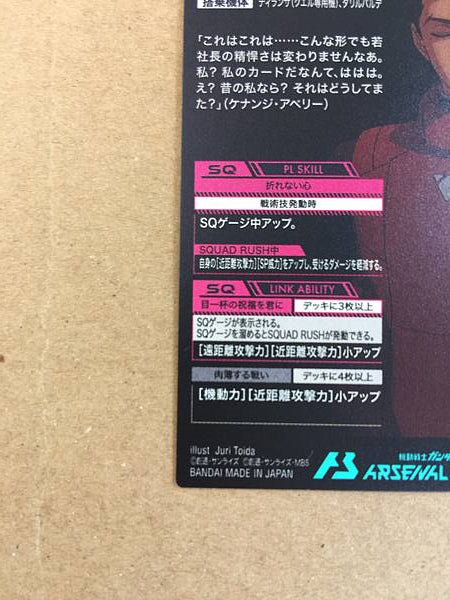 搭乗機体 ディランザ(グエル専用機)、ダリルバルデ
「これはこれは……こんな形でも若
社長の精悍さは変わりませんなあ。
私? 私のカードだなんて、ははは。
え? 昔の私なら? それはどうしてま
た?」(ケナンジ・アベリー)
SQ PL SKILL
折れない心
戦術技発動時
SQゲージ中アップ。
SQUAD RUSH中
自身の[近距離攻撃力][SP威力]をアップし、受けるダメージを軽減する。
SQ LINK ABILITY
目一杯の祝福を君に デッキに3枚以上
SQゲージが表示される。
SQゲージを溜めるとSQUAD RUSHが発動できる。
[遠距離攻撃力][近距離攻撃力]小アップ
肉薄する戦い デッキに4枚以上
[機動力][近距離攻撃力]小アップ
illust Juri Toida
©創通・サンライズ ©創通・サンライズ・MBS
BANDAI MADE IN JAPAN
機動戦士ガンダ
ARSENAL